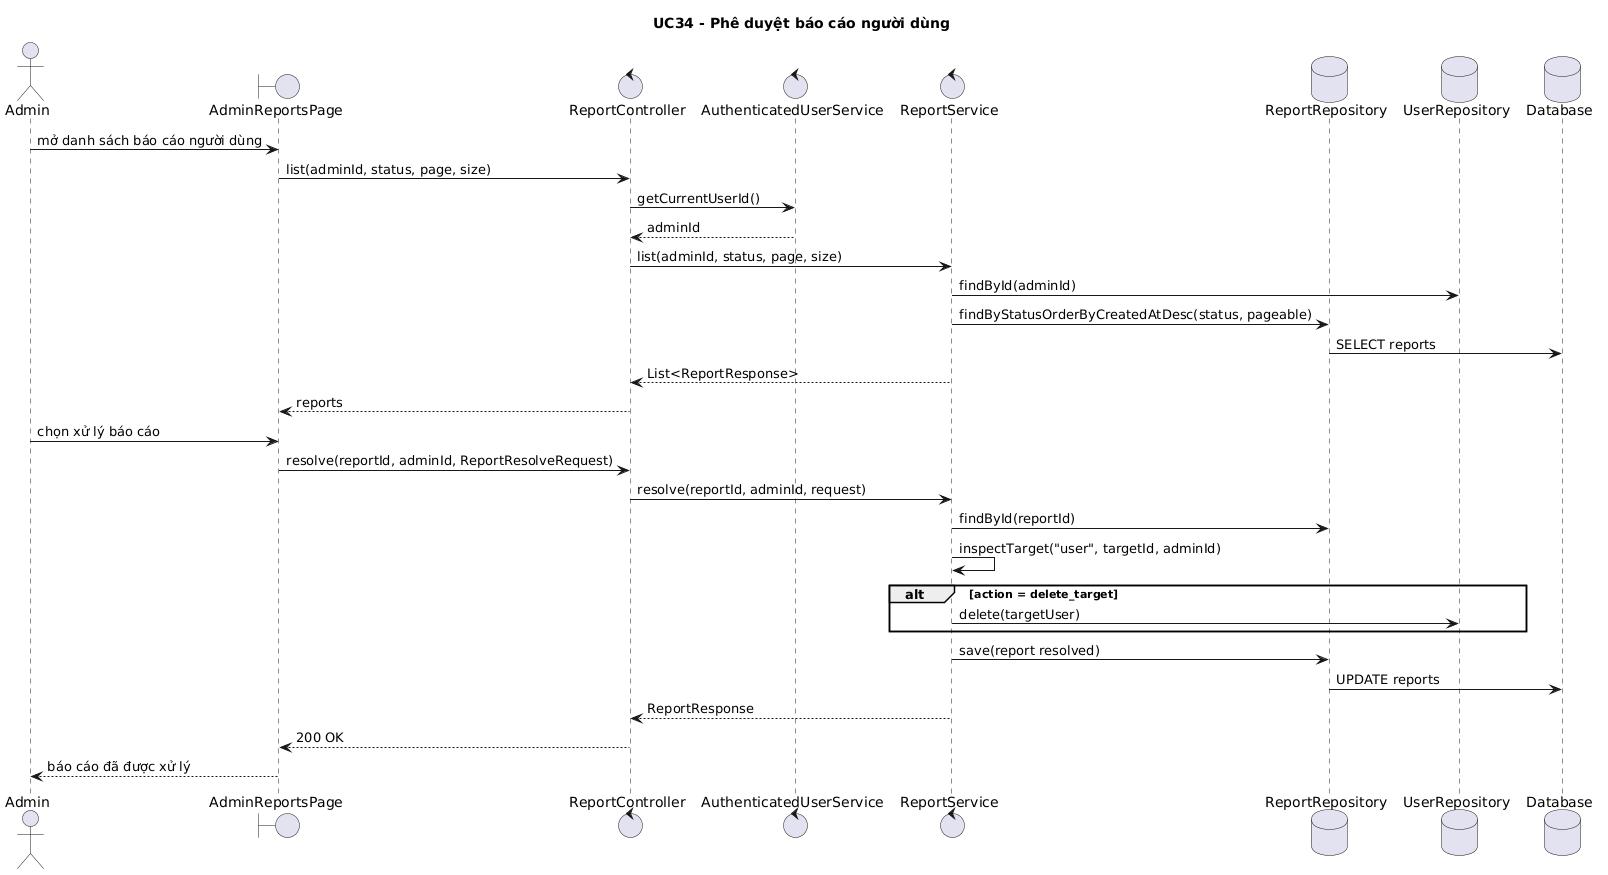 UC34 - Phê duyệt báo cáo người dùng
Admin
AdminReportsPage
ReportController
AuthenticatedUserService
ReportService
ReportRepository
UserRepository
Database
mở danh sách báo cáo người dùng
list(adminId, status, page, size)
getCurrentUserId()
adminId
list(adminId, status, page, size)
findById(adminId)
findByStatusOrderByCreatedAtDesc(status, pageable)
SELECT reports
List<ReportResponse>
reports
chọn xử lý báo cáo
resolve(reportId, adminId, ReportResolveRequest)
resolve(reportId, adminId, request)
findById(reportId)
inspectTarget("user", targetId, adminId)
alt [action = delete_target]
delete(targetUser)
save(report resolved)
UPDATE reports
ReportResponse
200 OK
báo cáo đã được xử lý
Admin
AdminReportsPage
ReportController
AuthenticatedUserService
ReportService
ReportRepository
UserRepository
Database